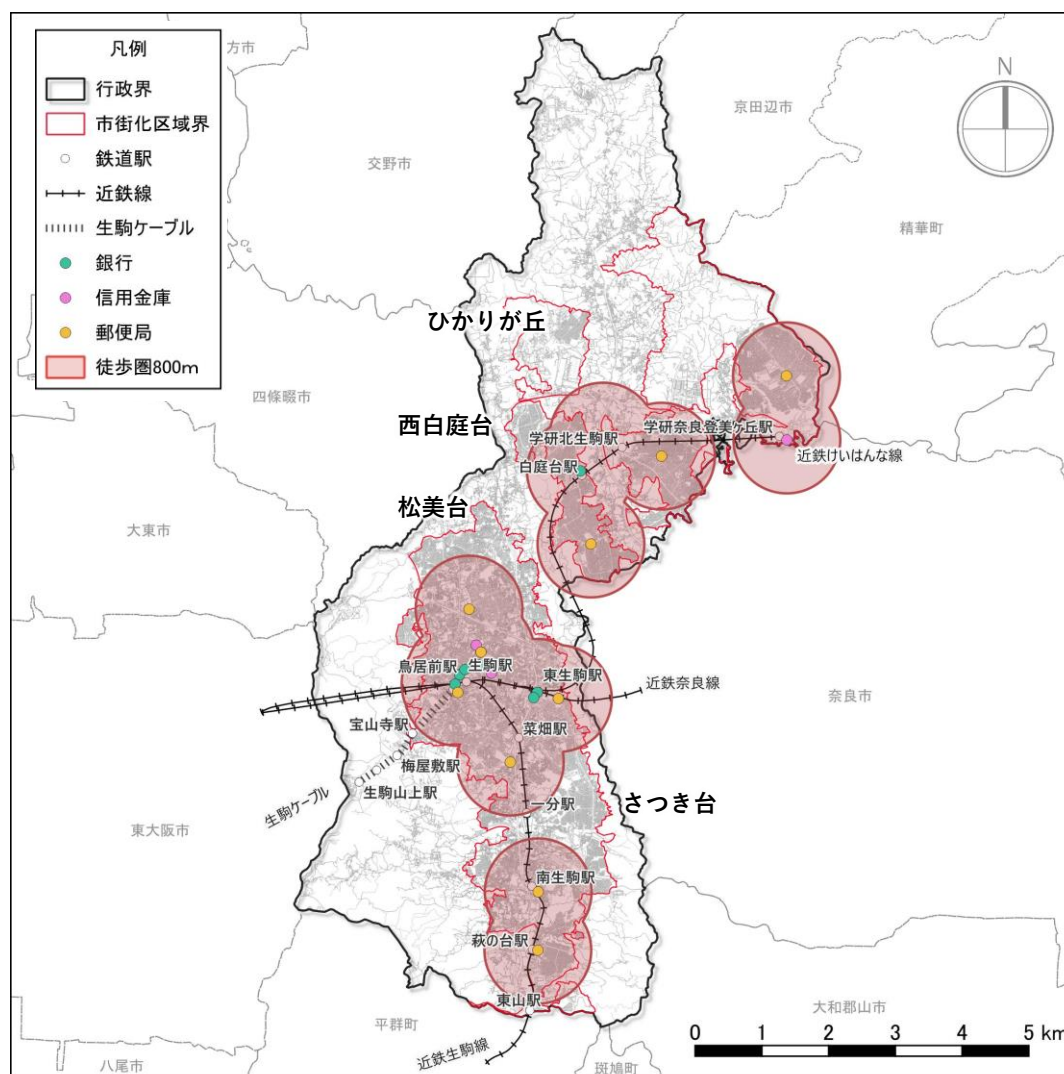 凡例
行政界
市街化区域界
鉄道駅
近鉄線
生駒ケーブル
銀行
信用金庫
郵便局
徒歩圏800m
方市
交野市
京田辺市
N
精華町
四條畷市
ひかりが丘
西白庭台
学研北生駒駅
学研奈良登美ヶ丘駅
近鉄けいはんな線
白庭台駅
松美台
大東市
鳥居前駅
生駒駅
東生駒駅
近鉄奈良線
奈良市
宝山寺駅
菜畑駅
梅屋敷駅
生駒山上駅
生駒ケーブル
一分駅
さつき台
東大阪市
南生駒駅
萩の台駅
東山駅
平群町
大和郡山市
近鉄生駒線
八尾市
斑鳩町
0 1 2 3 4 5 km